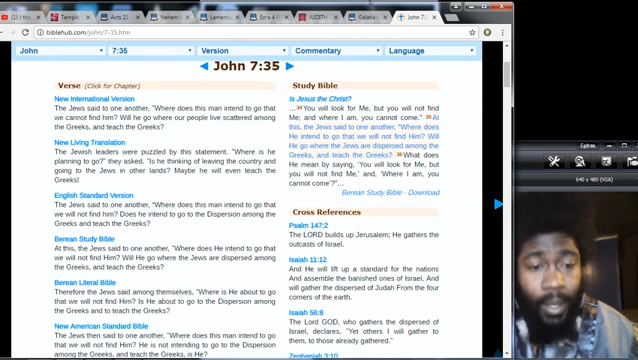 (1) I thou
Temple
Acts 21
Nehem
Lamen
Ezra 4
JUDITH
Galatia
John 7:
biblehub.com/john/7-35.htm
John
7:35
Version
Commentary
Language
John 7:35
Verse (Click for Chapter)
New International Version
The Jews said to one another, "Where does this man intend to go that
we cannot find him? Will he go where our people live scattered among
the Greeks, and teach the Greeks?
New Living Translation
The Jewish leaders were puzzled by this statement. "Where is he
planning to go?" they asked. "Is he thinking of leaving the country and
going to the Jews in other lands? Maybe he will even teach the
Greeks!
English Standard Version
The Jews said to one another, "Where does this man intend to go that
we will not find him? Does he intend to go to the Dispersion among
the Greeks and teach the Greeks?
Berean Study Bible
At this, the Jews said to one another, "Where does He intend to go
that we will not find Him? Will He go where the Jews are dispersed
among the Greeks, and teach the Greeks?
Berean Literal Bible
Therefore the Jews said among themselves, "Where is He about to go
that we will not find Him? Is He about to go to the Dispersion among
the Greeks, and to teach the Greeks?
New American Standard Bible
The Jews then said to one another, "Where does this man intend to
go that we will not find Him? He is not intending to go to the
Dispersion among the Greeks, and teach the Greeks, is He?
Study Bible
Is Jesus the Christ?
…34You will look for Me, but you will not find
Me; and where I am, you cannot come." 35At
this, the Jews said to one another, "Where does
He intend to go that we will not find Him? Will
He go where the Jews are dispersed among the
Greeks, and teach the Greeks? 36What does
He mean by saying, 'You will look for Me, but
you will not find Me,' and, 'Where I am, you
cannot come'?"…
Berean Study Bible · Download
Cross References
Psalm 147:2
The LORD builds up Jerusalem; He gathers the
outcasts of Israel.
Isaiah 11:12
And He will lift up a standard for the nations
And assemble the banished ones of Israel, And
will gather the dispersed of Judah From the four
corners of the earth.
Isaiah 56:8
The Lord GOD, who gathers the dispersed of
Israel, declares, "Yet others I will gather to
them, to those already gathered."
Zephaniah 3:10
Extras
640 x 480 (VGA)